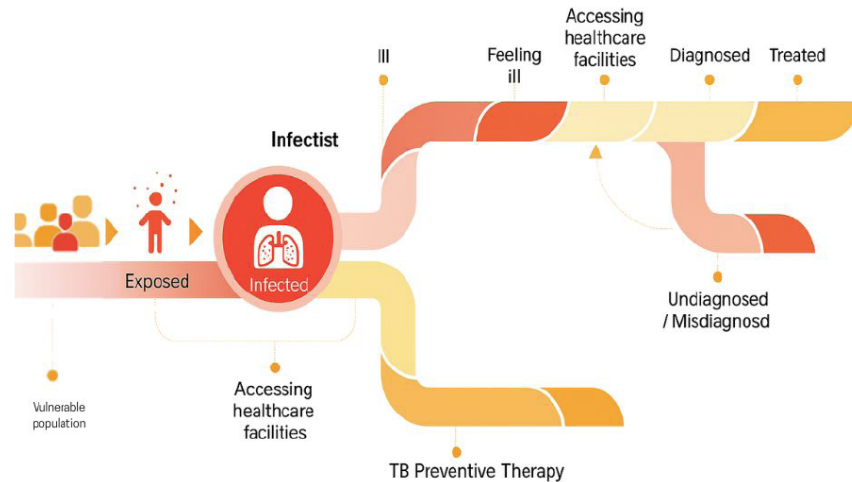 Ill
Feeling
ill
Accessing
healthcare
facilities
Diagnosed
Treated
Infectist
Exposed
Infected
Undiagnosed
/ Misdiagnosd
Vulnerable
population
Accessing
healthcare
facilities
TB Preventive Therapy